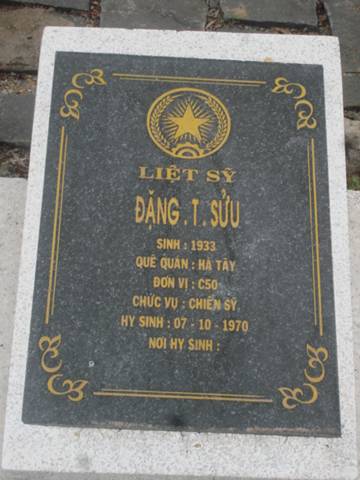 LIỆT SỸ
ĐẶNG . T . SỬU
SINH : 1933
QUÊ QUÁN : HÀ TÂY
ĐƠN VỊ : C50
CHỨC VỤ : CHIẾN SỸ
HY SINH : 07 - 10 - 1970
NƠI HY SINH :